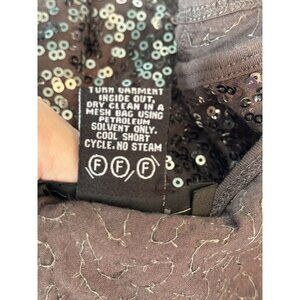 TURN GARMENT
INSIDE OUT,
DRY CLEAN IN A
MESH BAG USING
PETROLEUM
SOLVENT ONLY.
COOL SHORT
CYCLE. NO STEAM
F F F